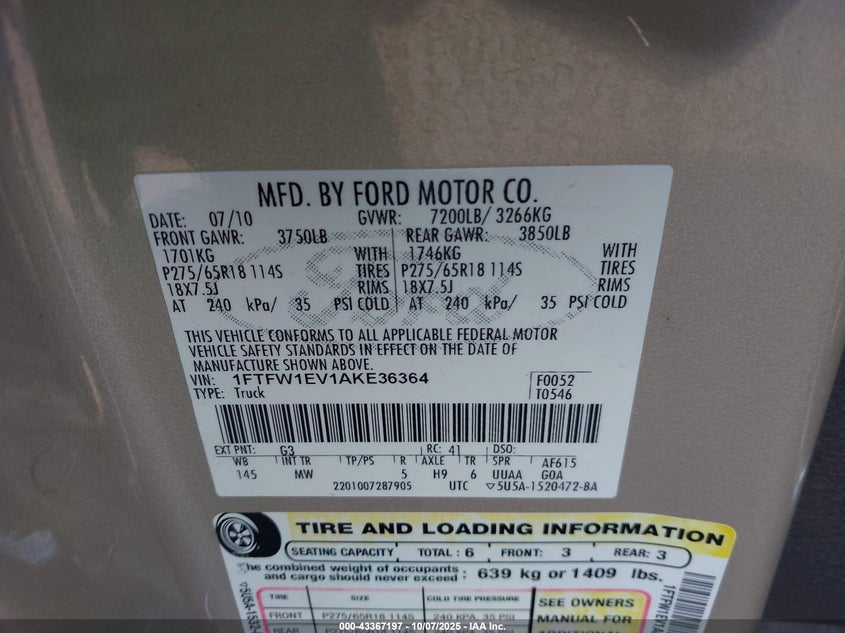 MFD. BY FORD MOTOR CO.
DATE: 07/10 GVWR: 7200LB/ 3266KG
FRONT GAWR: 3750LB REAR GAWR: 3850LB
1701KG WITH 1746KG WITH
P275/65R18 114S TIRES P275/65R18 114S TIRES
18X7.5J RIMS 18X7.5J RIMS
AT 240 kPa/ 35 PSI COLD AT 240 kPa/ 35 PSI COLD
THIS VEHICLE CONFORMS TO ALL APPLICABLE FEDERAL MOTOR
VEHICLE SAFETY STANDARDS IN EFFECT ON THE DATE OF
MANUFACTURE SHOWN ABOVE.
VIN: 1FTFW1EV1AKE36364 F0052
TYPE: Truck T0546
EXT PNT: G3 RC: 41 DSO:
WB INT TR TP/PS R AXLE TR SPR AF615
145 MW 5 H9 6 UUAA GOA
2201007287905 UTC ▽5U5A-1520472-BA
TIRE AND LOADING INFORMATION
SEATING CAPACITY TOTAL : 6 FRONT: 3 REAR: 3
he combined weight of occupants
and cargo should never exceed : 639 kg or 1409 lbs.
TIRE SIZE COLD TIRE PRESSURE SEE OWNERS
FRONT P275/65R18 114S 240 KPA, 35 PSI MANUAL FOR
REAR ADDITIONAL
000-43367197 - 10/07/2025 - COPYRIGHT IAA, LLC.